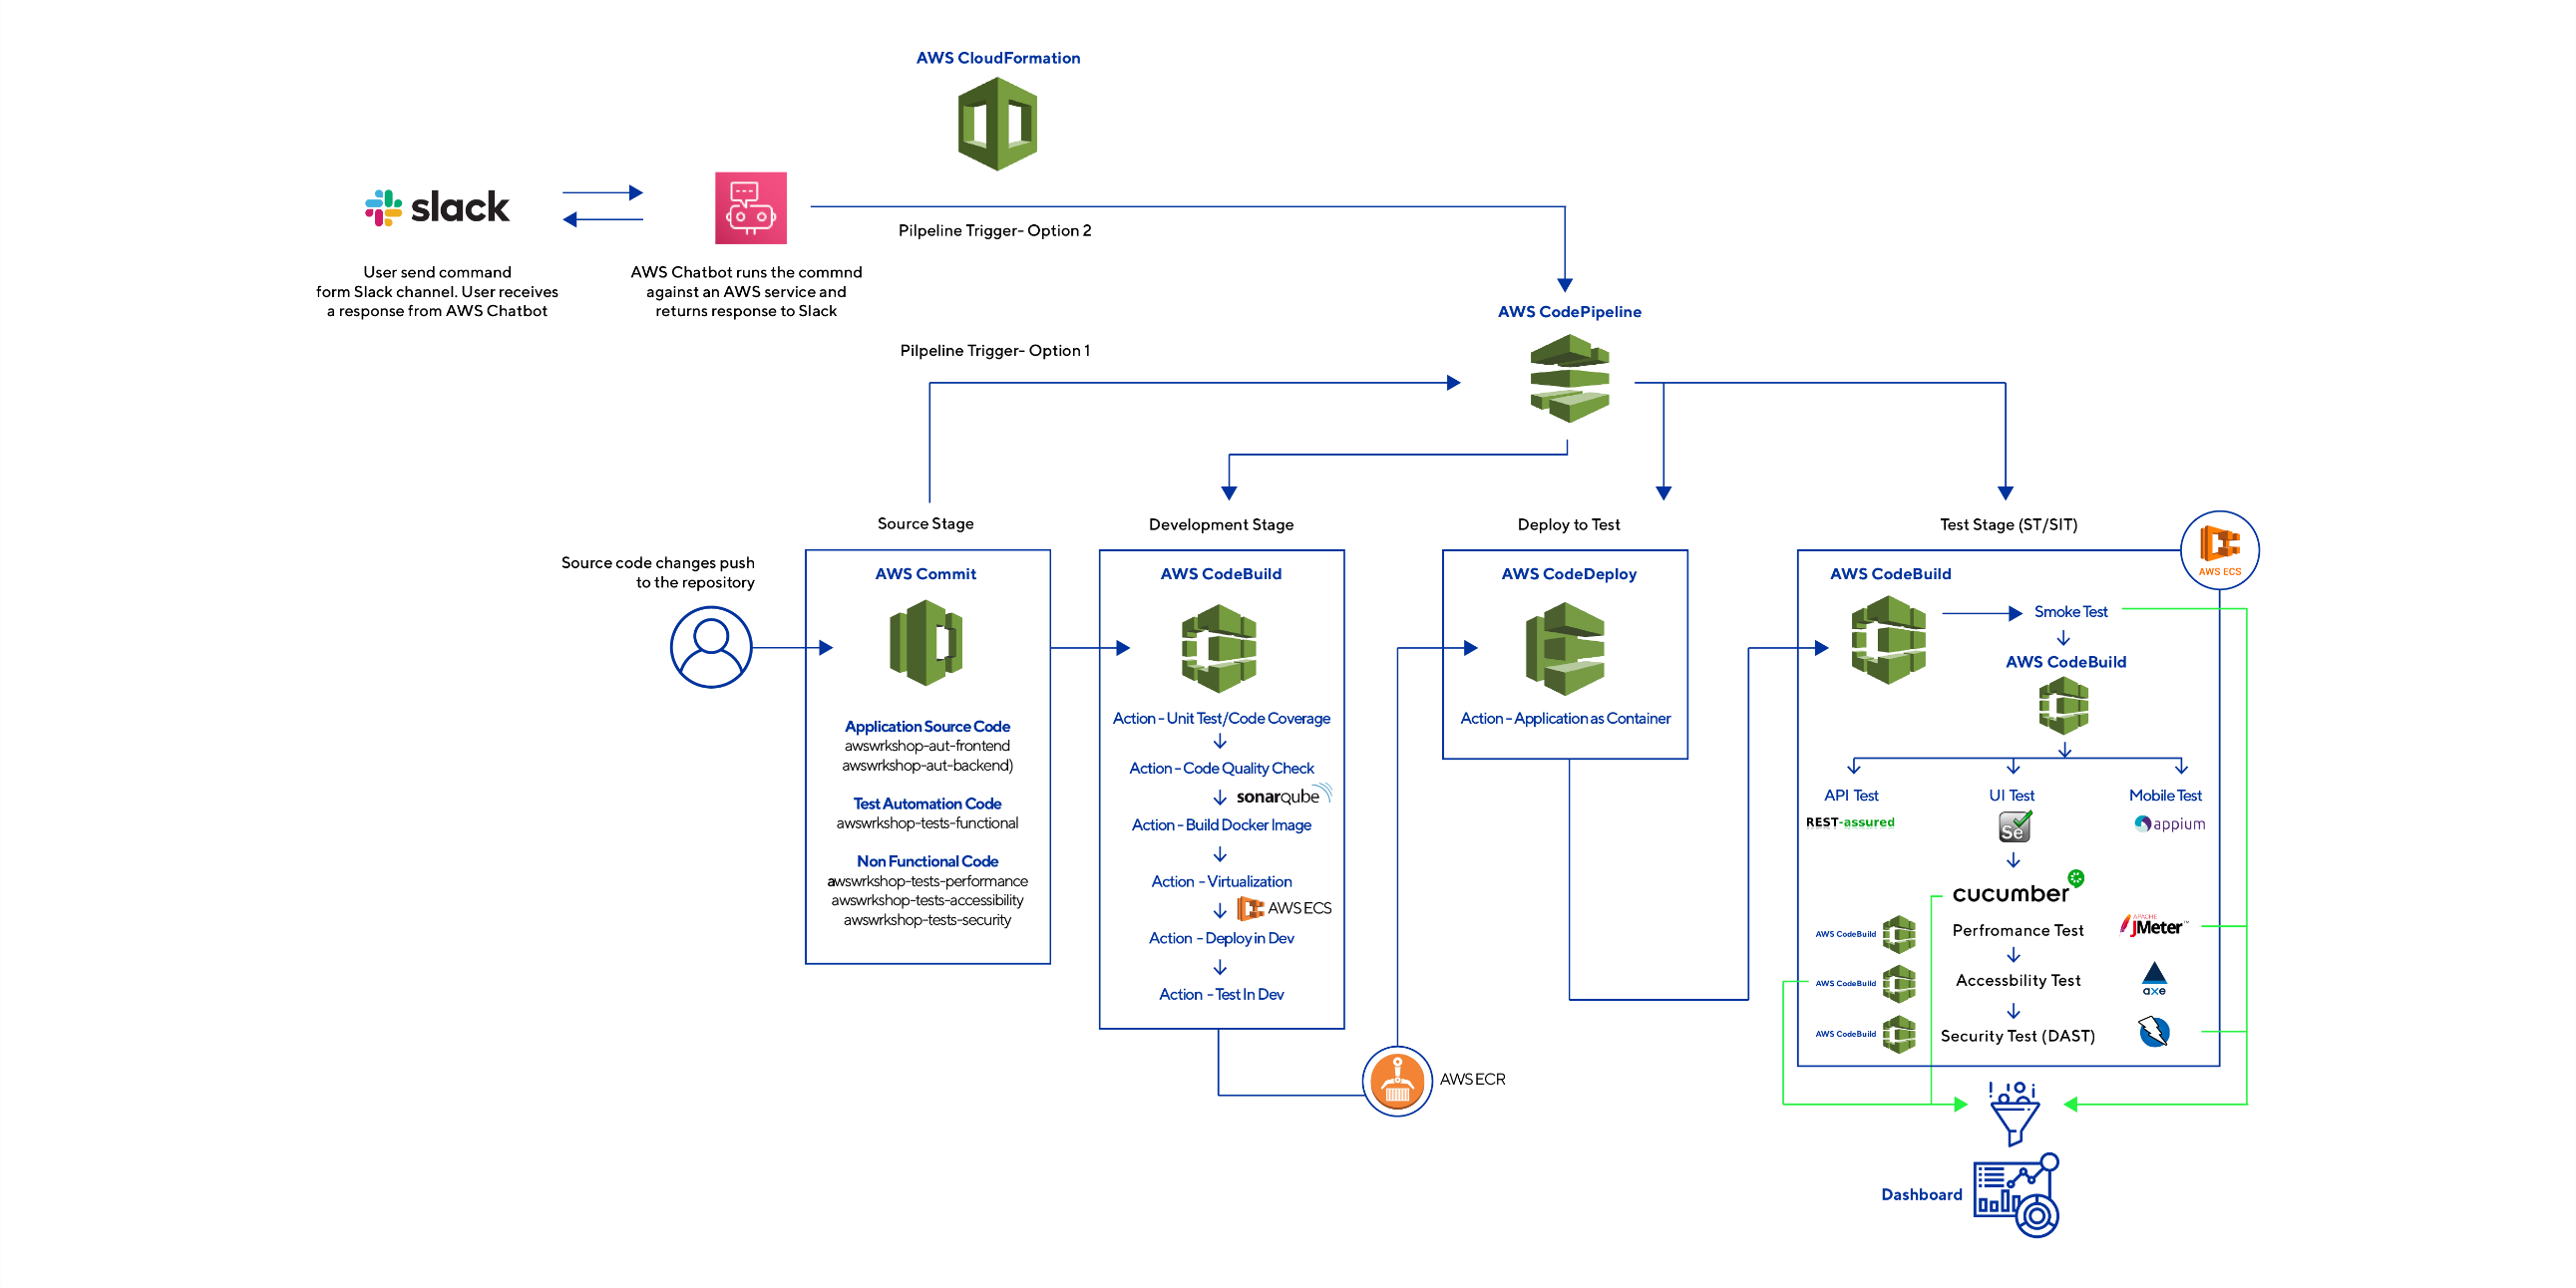 AWS CloudFormation
slack
Pilpeline Trigger- Option 2
User send command
form Slack channel. User receives
a response from AWS Chatbot
AWS Chatbot runs the commnd
against an AWS service and
returns response to Slack
AWS CodePipeline
Pilpeline Trigger- Option 1
Source Stage
Development Stage
Deploy to Test
Test Stage (ST/SIT)
Source code changes push
to the repository
AWS Commit
Application Source Code
awswrkshop-aut-frontend
awswrkshop-aut-backend)
Test Automation Code
awswrkshop-tests-functional
Non Functional Code
awswrkshop-tests-performance
awswrkshop-tests-accessibility
awswrkshop-tests-security
AWS CodeBuild
Action - Unit Test/Code Coverage
Action - Code Quality Check
sonarqube
Action - Build Docker Image
Action - Virtualization
AWS ECS
Action - Deploy in Dev
Action - Test In Dev
AWS ECR
AWS CodeDeploy
Action - Application as Container
AWS ECS
AWS CodeBuild
Smoke Test
AWS CodeBuild
API Test
UI Test
Mobile Test
REST-assured
Se
appium
cucumber
AWS CodeBuild
Perfromance Test
APACHE
JMeter™
AWS CodeBuild
Accessbility Test
axe
AWS CodeBuild
Security Test (DAST)
Dashboard